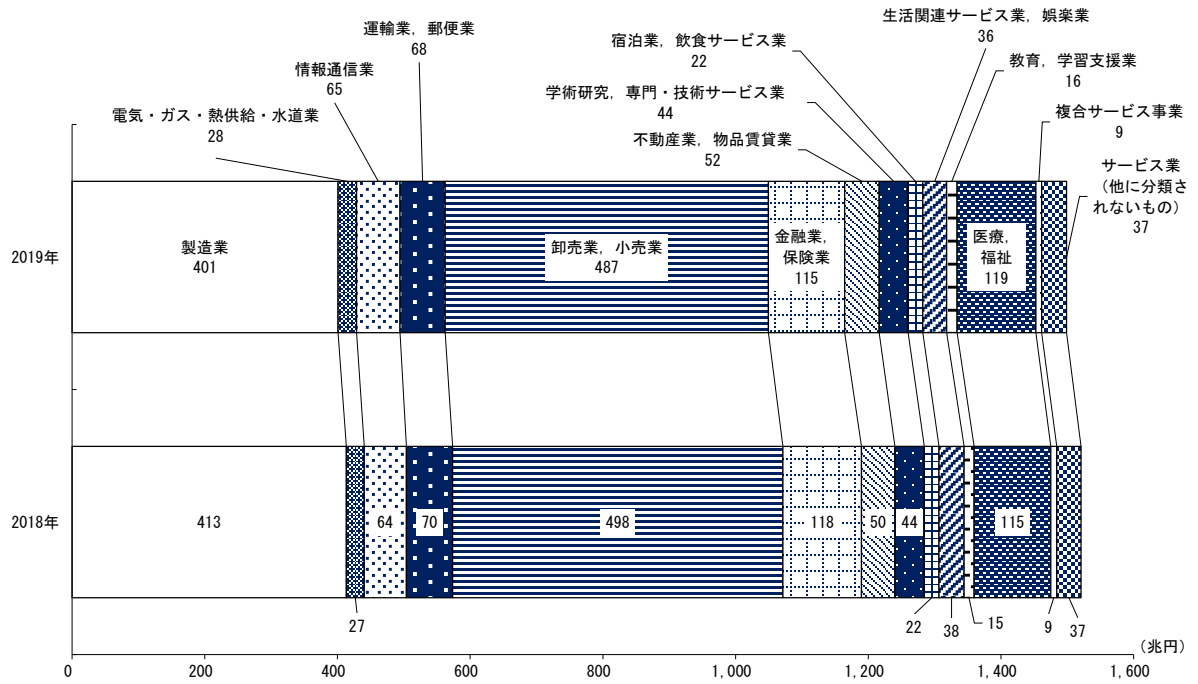 生活関連サービス業，娯楽業
36
運輸業，郵便業
68
宿泊業，飲食サービス業
22
教育，学習支援業
16
情報通信業
65
学術研究，専門・技術サービス業
44
複合サービス事業
9
電気・ガス・熱供給・水道業
28
不動産業，物品賃貸業
52
サービス業
（他に分類さ
れないもの）
37
2019年
製造業
401
卸売業，小売業
487
金融業，
保険業
115
医療，
福祉
119
2018年
413
64
70
498
118
50
44
115
27
22
38
15
9
37
（兆円）
0
200
400
600
800
1,000
1,200
1,400
1,600